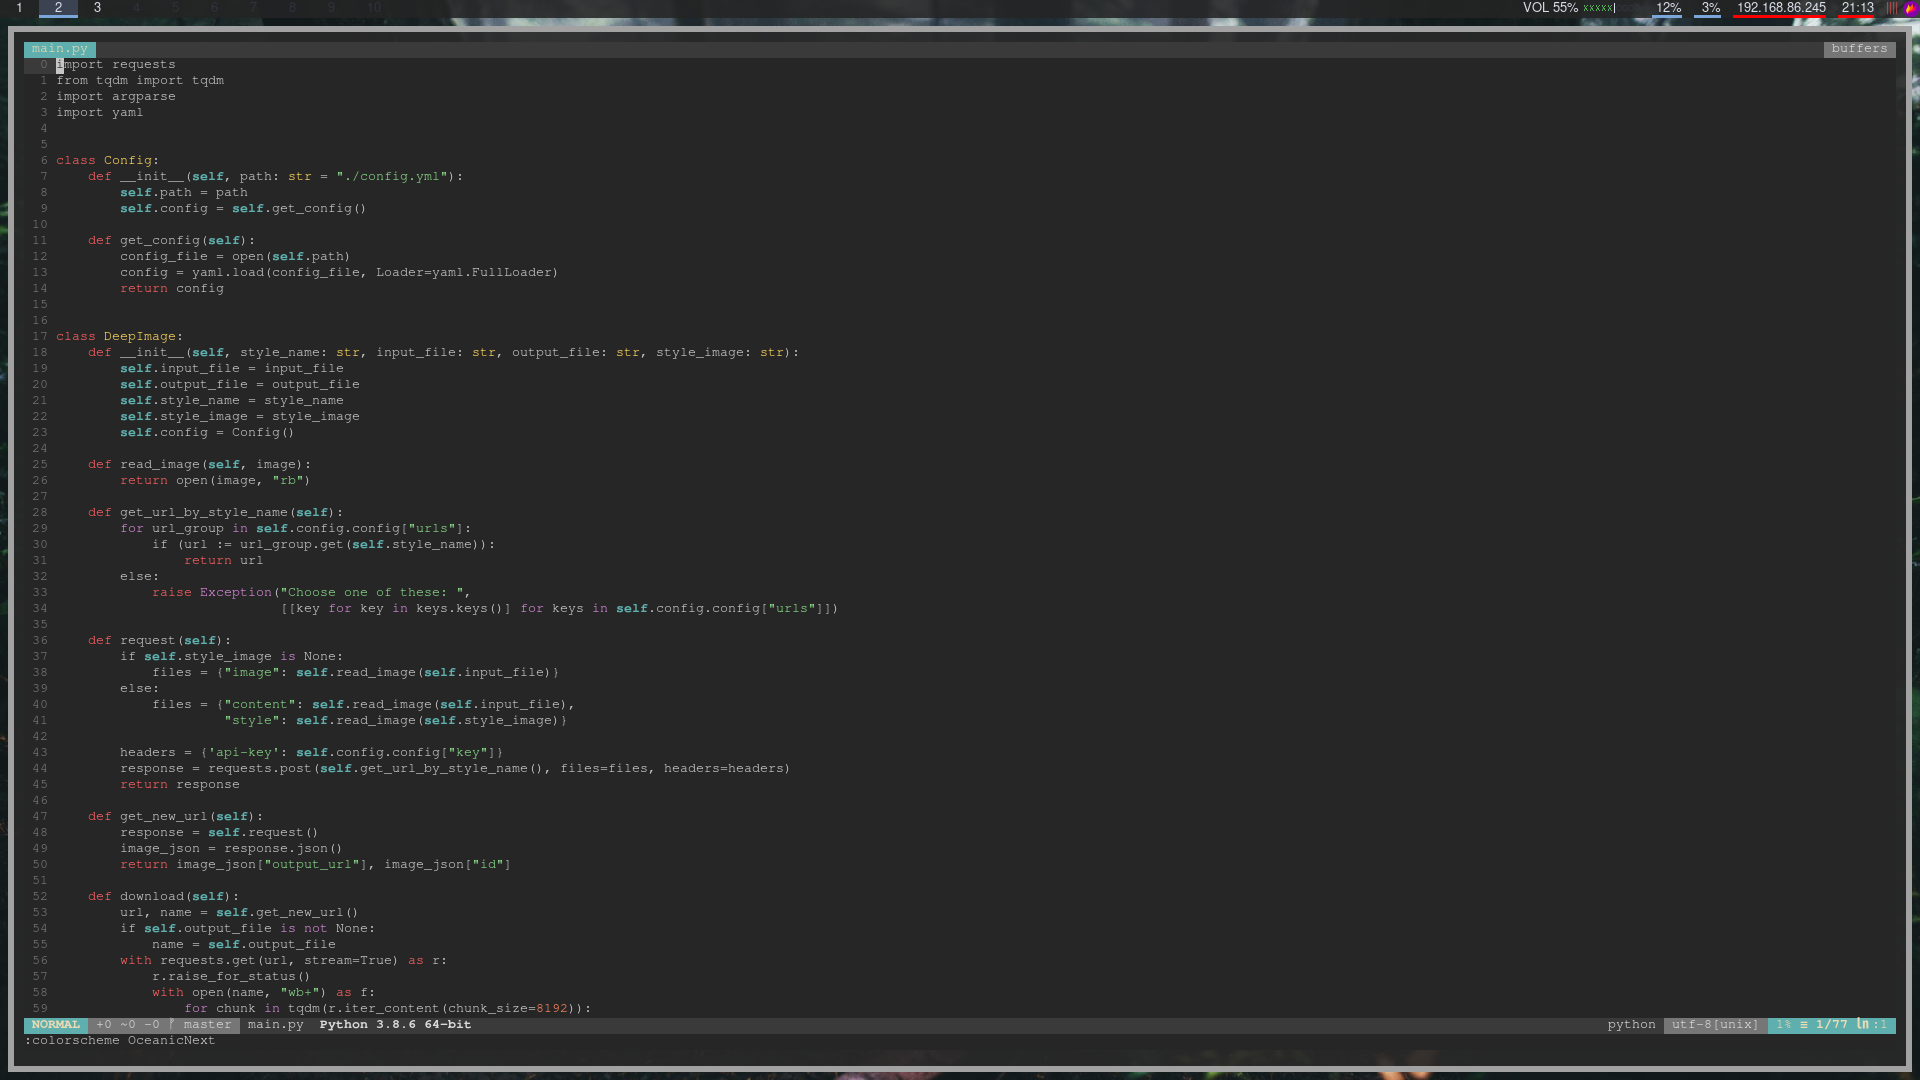 1 2 3 4 5 6 7 8 9 10 VOL 55% xxxxx| 12% 3% 192.168.86.245 21:13
main.py buffers
0 import requests
1 from tqdm import tqdm
2 import argparse
3 import yaml
4
5
6 class Config:
7     def __init__(self, path: str = "./config.yml"):
8         self.path = path
9         self.config = self.get_config()
10
11     def get_config(self):
12         config_file = open(self.path)
13         config = yaml.load(config_file, Loader=yaml.FullLoader)
14         return config
15
16
17 class DeepImage:
18     def __init__(self, style_name: str, input_file: str, output_file: str, style_image: str):
19         self.input_file = input_file
20         self.output_file = output_file
21         self.style_name = style_name
22         self.style_image = style_image
23         self.config = Config()
24
25     def read_image(self, image):
26         return open(image, "rb")
27
28     def get_url_by_style_name(self):
29         for url_group in self.config.config["urls"]:
30             if (url := url_group.get(self.style_name)):
31                 return url
32         else:
33             raise Exception("Choose one of these: ",
34                             [[key for key in keys.keys()] for keys in self.config.config["urls"]])
35
36     def request(self):
37         if self.style_image is None:
38             files = {"image": self.read_image(self.input_file)}
39         else:
40             files = {"content": self.read_image(self.input_file),
41                      "style": self.read_image(self.style_image)}
42
43         headers = {'api-key': self.config.config["key"]}
44         response = requests.post(self.get_url_by_style_name(), files=files, headers=headers)
45         return response
46
47     def get_new_url(self):
48         response = self.request()
49         image_json = response.json()
50         return image_json["output_url"], image_json["id"]
51
52     def download(self):
53         url, name = self.get_new_url()
54         if self.output_file is not None:
55             name = self.output_file
56         with requests.get(url, stream=True) as r:
57             r.raise_for_status()
58             with open(name, "wb+") as f:
59                 for chunk in tqdm(r.iter_content(chunk_size=8192)):
NORMAL +0 ~0 -0 ᚠ master main.py Python 3.8.6 64-bit python utf-8[unix] 1% ≡ 1/77 ln :1
:colorscheme OceanicNext